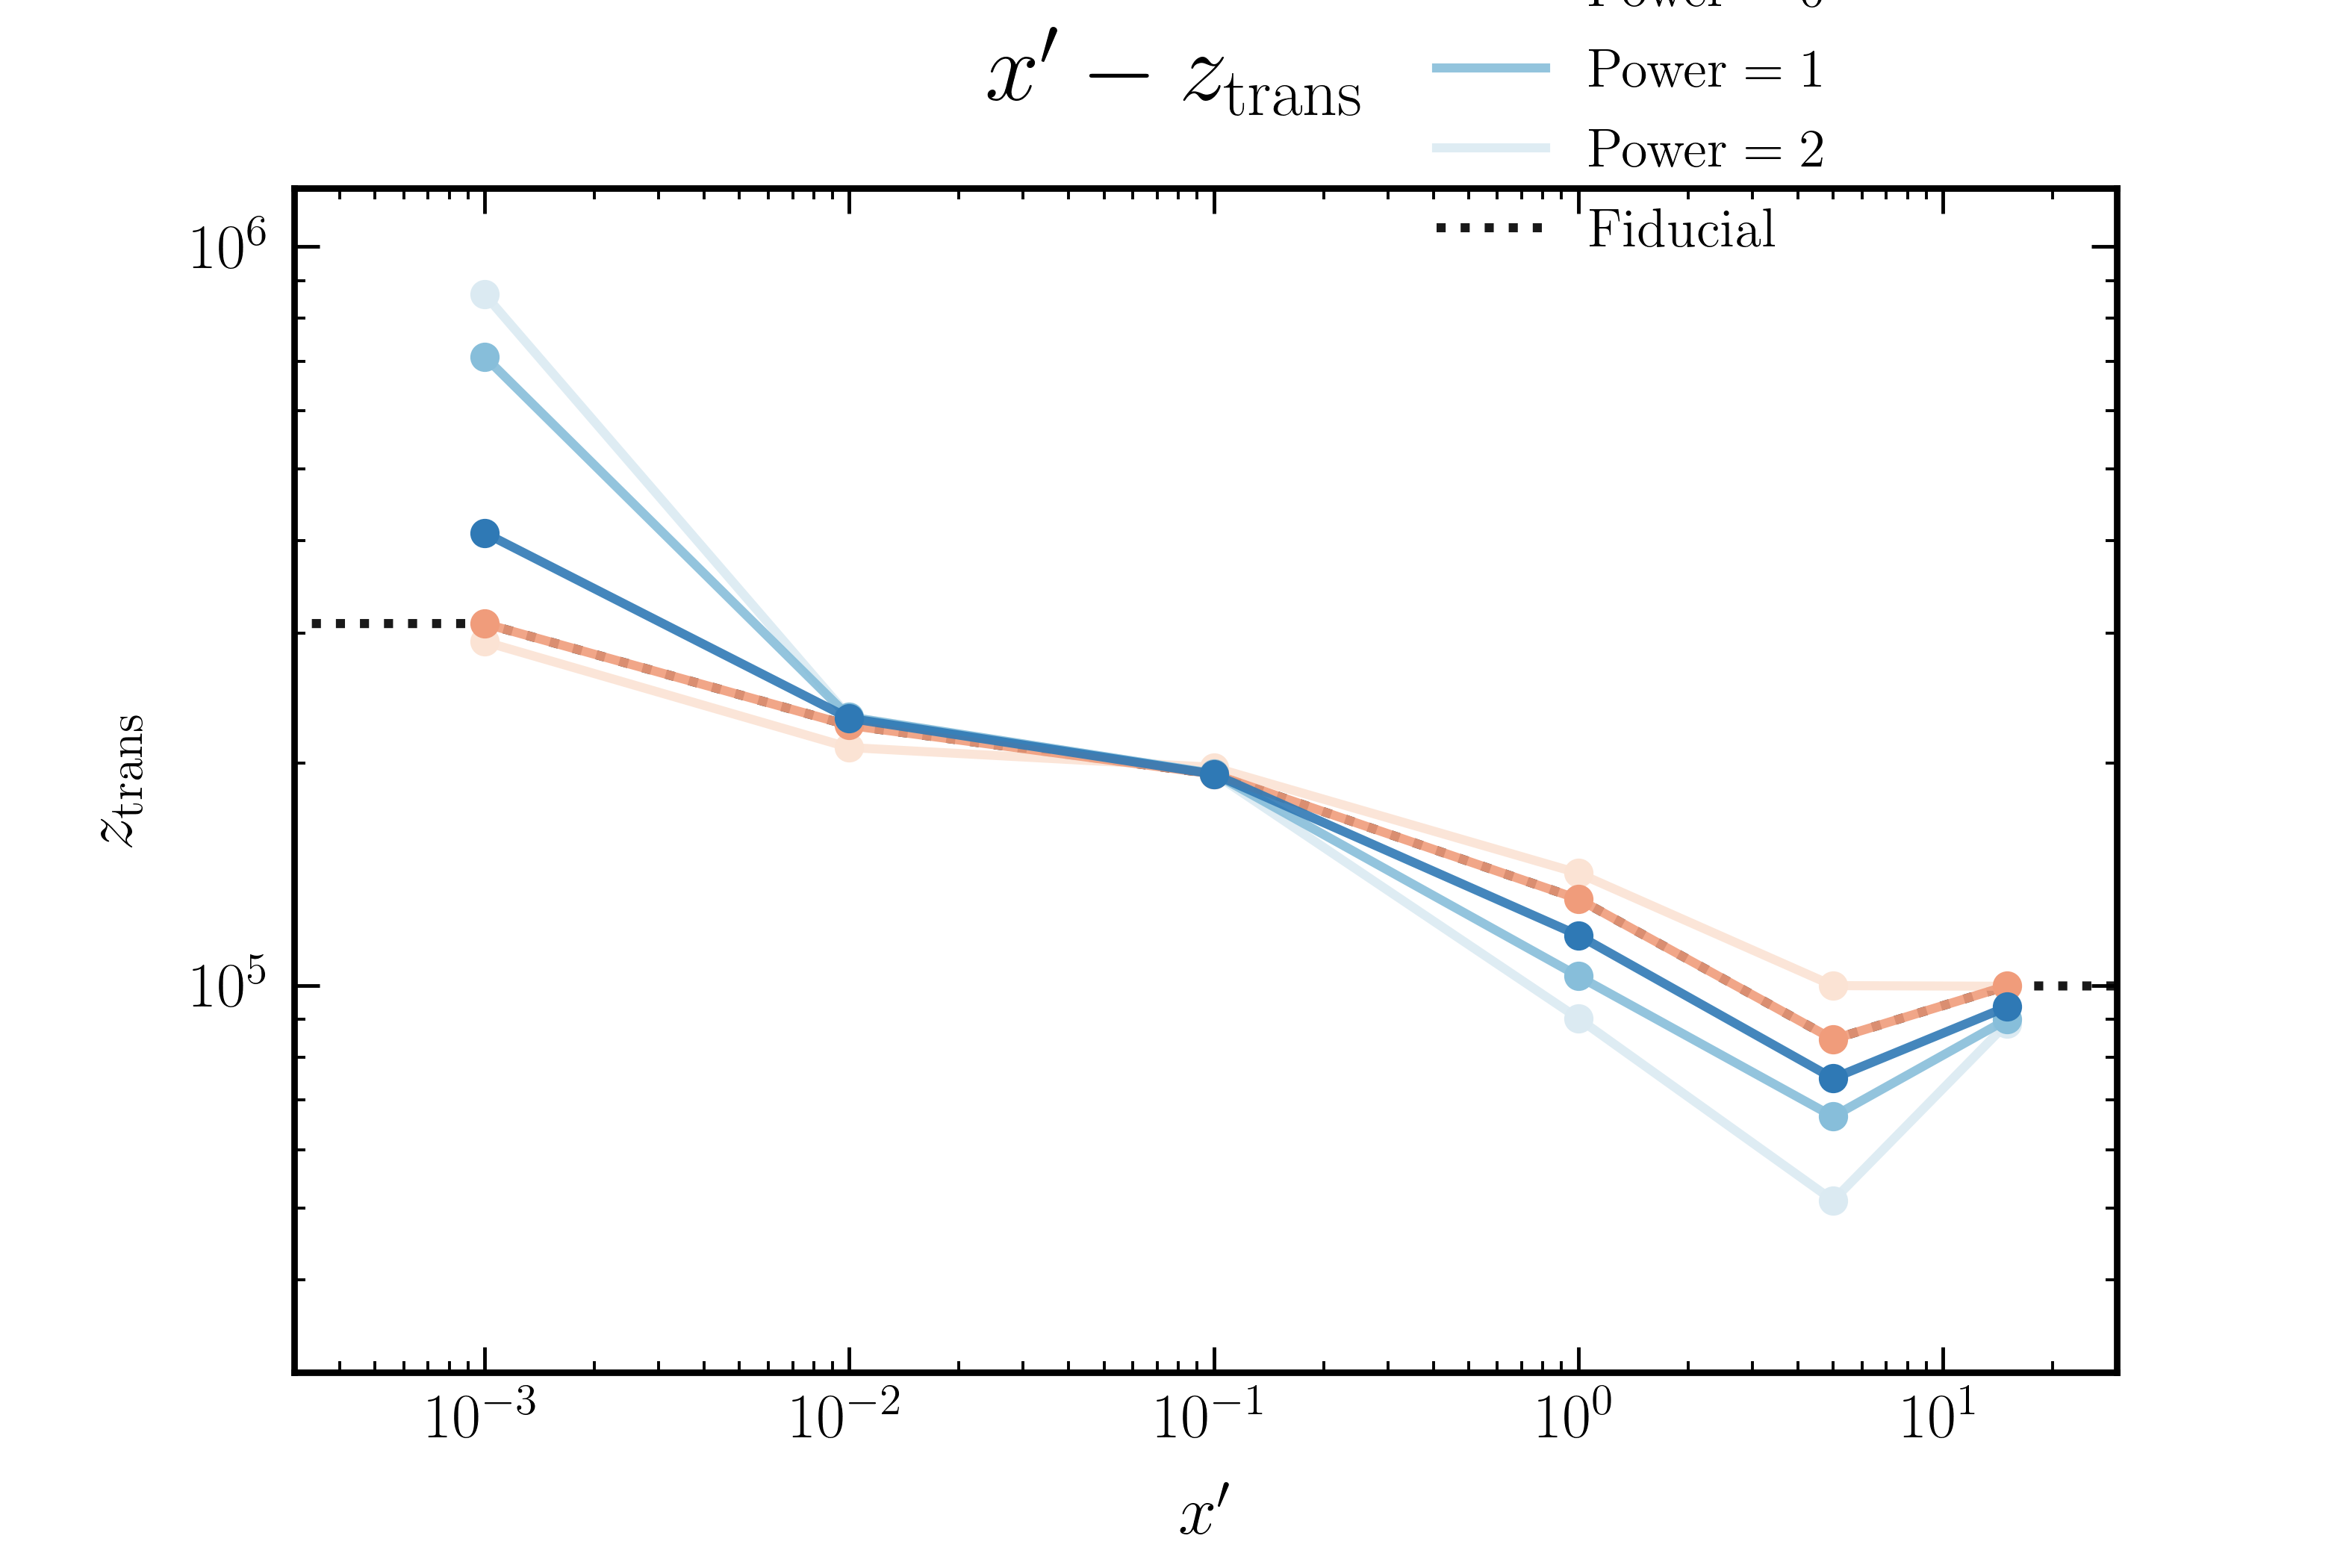 x′ − z_trans
Power = 1
Power = 2
Fiducial
10^6
10^5
z_trans
10^−3
10^−2
10^−1
10^0
10^1
x′